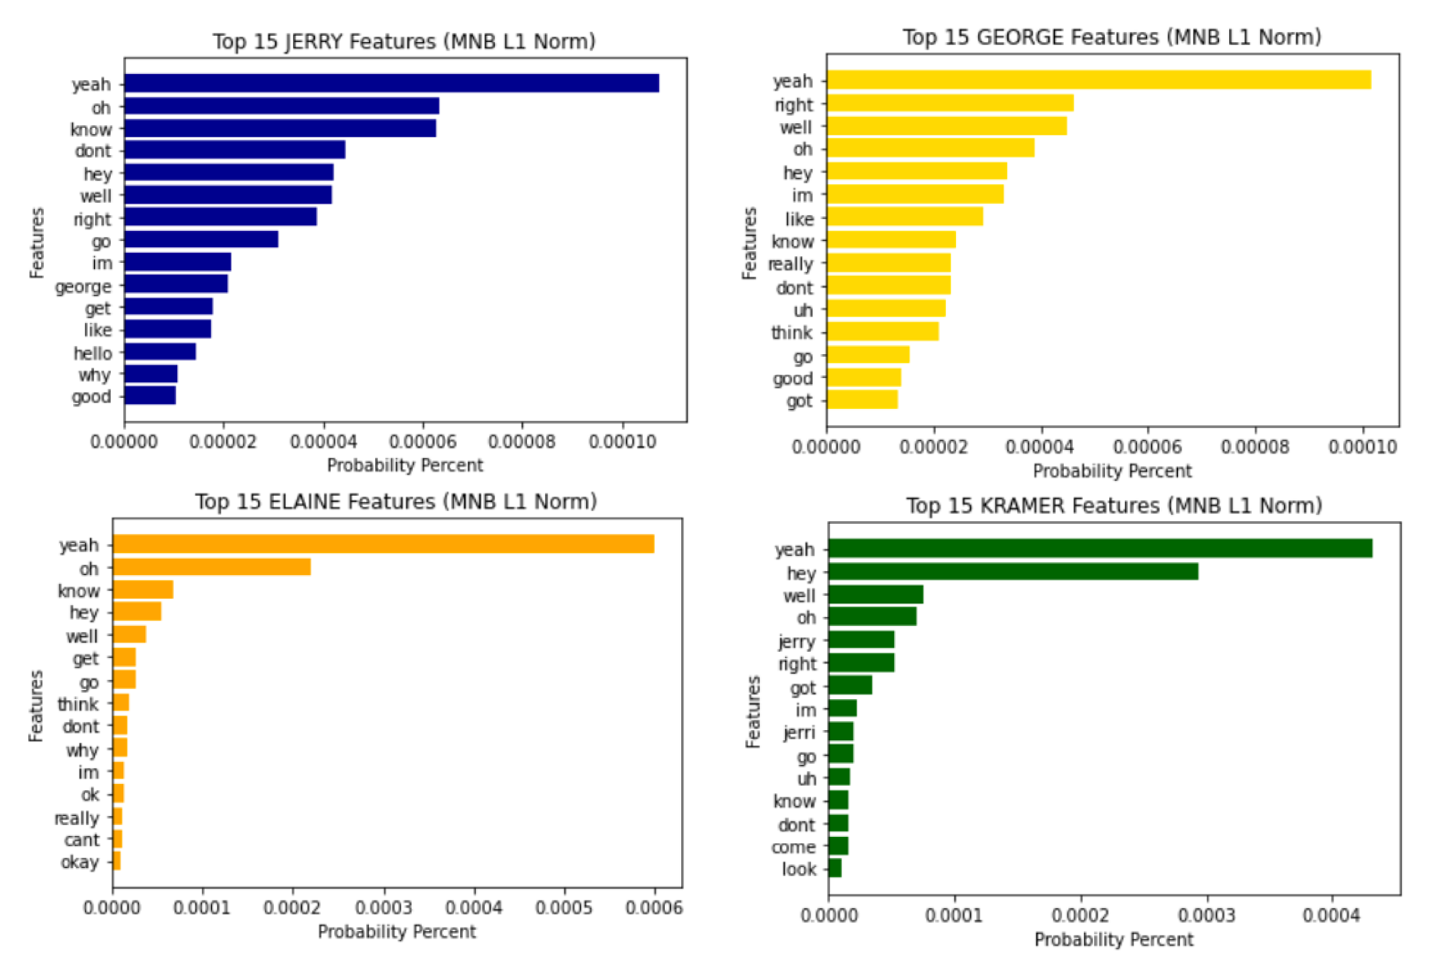 Top 15 JERRY Features (MNB L1 Norm)
yeah
oh
know
dont
hey
well
right
go
im
george
get
like
hello
why
good
Features
0.00000 0.00002 0.00004 0.00006 0.00008 0.00010
Probability Percent
Top 15 GEORGE Features (MNB L1 Norm)
yeah
right
well
oh
hey
im
like
know
really
dont
uh
think
go
good
got
Features
0.00000 0.00002 0.00004 0.00006 0.00008 0.00010
Probability Percent
Top 15 ELAINE Features (MNB L1 Norm)
yeah
oh
know
hey
well
get
go
think
dont
why
im
ok
really
cant
okay
Features
0.0000 0.0001 0.0002 0.0003 0.0004 0.0005 0.0006
Probability Percent
Top 15 KRAMER Features (MNB L1 Norm)
yeah
hey
well
oh
jerry
right
got
im
jerri
go
uh
know
dont
come
look
Features
0.0000 0.0001 0.0002 0.0003 0.0004
Probability Percent